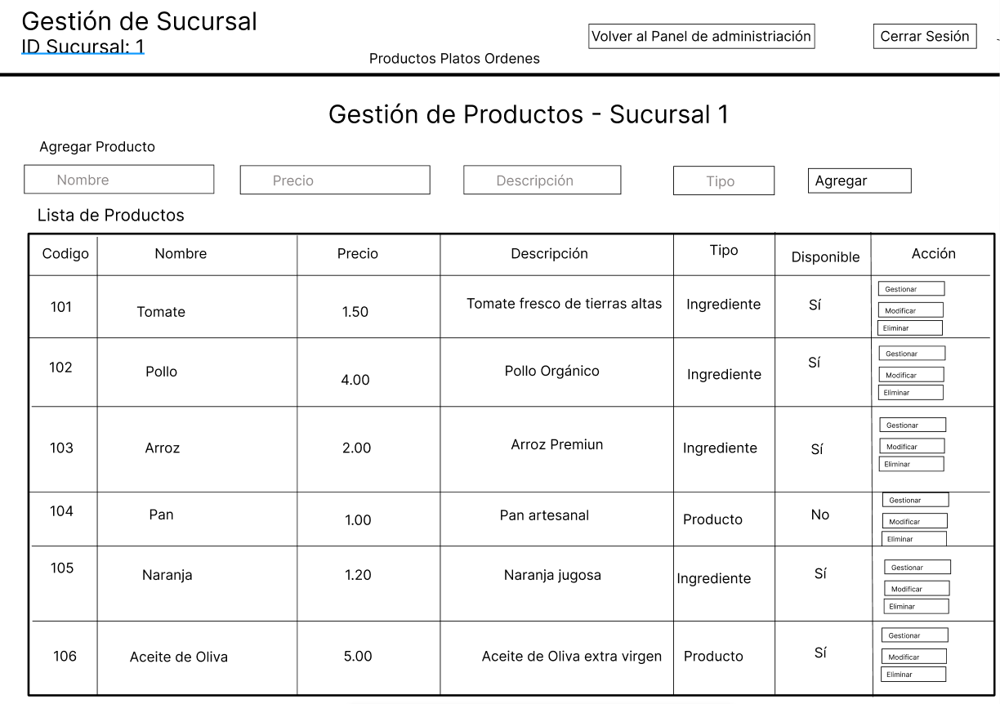 Gestión de Sucursal
ID Sucursal: 1
Volver al Panel de administriación
Cerrar Sesión
Productos Platos Ordenes
Gestión de Productos - Sucursal 1
Agregar Producto
Nombre Precio Descripción Tipo Agregar
Lista de Productos
Codigo Nombre Precio Descripción Tipo Disponible Acción
101 Tomate 1.50 Tomate fresco de tierras altas Ingrediente Sí
Gestionar
Modificar
Eliminar
102 Pollo 4.00 Pollo Orgánico Ingrediente Sí
Gestionar
Modificar
Eliminar
103 Arroz 2.00 Arroz Premiun Ingrediente Sí
Gestionar
Modificar
Eliminar
104 Pan 1.00 Pan artesanal Producto No
Gestionar
Modificar
Eliminar
105 Naranja 1.20 Naranja jugosa Ingrediente Sí
Gestionar
Modificar
Eliminar
106 Aceite de Oliva 5.00 Aceite de Oliva extra virgen Producto Sí
Gestionar
Modificar
Eliminar